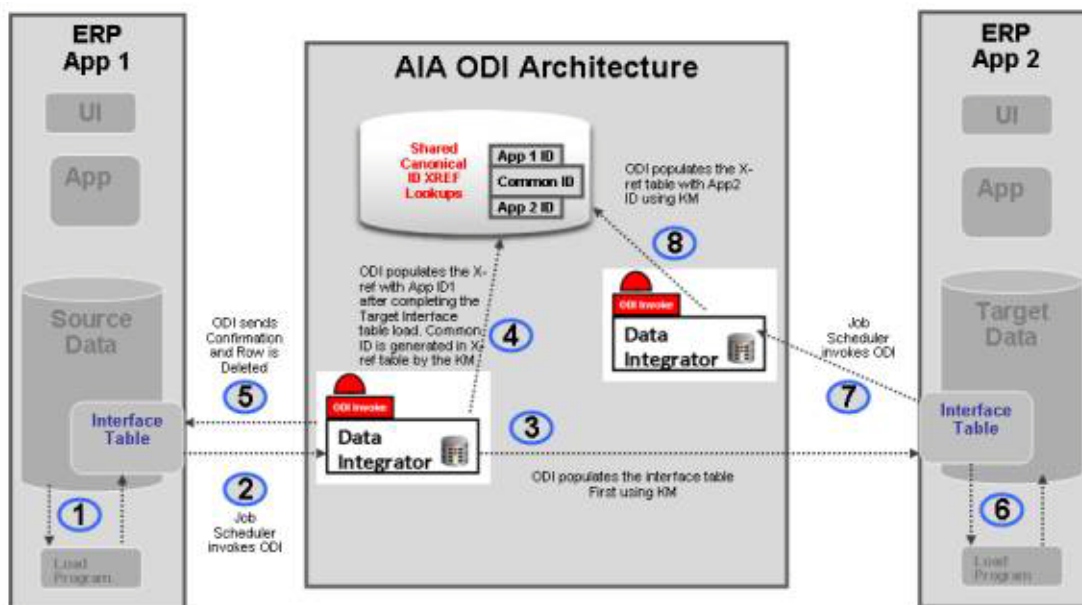 ERP
App 1
UI
App
Source
Data
Interface
Table
1
Load
Program
AIA ODI Architecture
Shared
Canonical
ID XREF
Lookups
App 1 ID
Common ID
App 2 ID
ODI populates the X-
ref table with App2
ID using KM
8
ODI populates the X-
ref with App ID1
after completing the
Target Interface
table load. Common
ID is generated in X-
ref table by the KM
4
ODI sends
Confirmation
and Row is
Deleted
5
ODI Invoke
Data
Integrator
2
Job
Scheduler
invokes ODI
3
ODI populates the interface table
First using KM
ODI Invoke
Data
Integrator
Job
Scheduler
invokes ODI
7
ERP
App 2
UI
App
Target
Data
Interface
Table
6
Load
Program